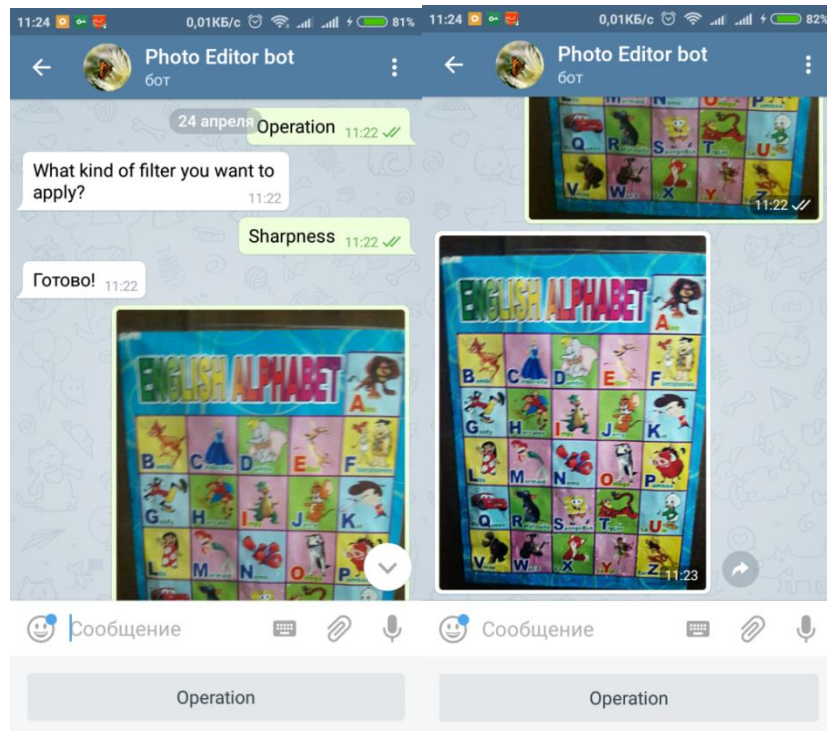 11:24
0,01КБ/с
81%
Photo Editor bot
бот
24 апреля
Operation
11:22
What kind of filter you want to
apply?
11:22
Sharpness
11:22
Готово!
11:22
ENGLISH ALPHABET
A
B
C
D
E
F
G
H
I
J
K
L
M
N
O
P
Сообщение
Operation
11:24
0,01КБ/с
82%
Photo Editor bot
бот
Q
R
S
T
U
V
W
X
Y
Z
11:22
ENGLISH ALPHABET
A
B
C
D
E
F
G
H
I
J
K
L
M
N
O
P
Q
R
S
T
U
V
W
X
Y
Z
11:23
Сообщение
Operation